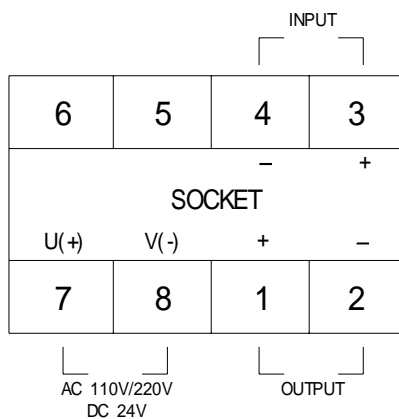 INPUT
6 5 4 3
– +
SOCKET
U(+) V(-) + –
7 8 1 2
AC 110V/220V OUTPUT
DC 24V